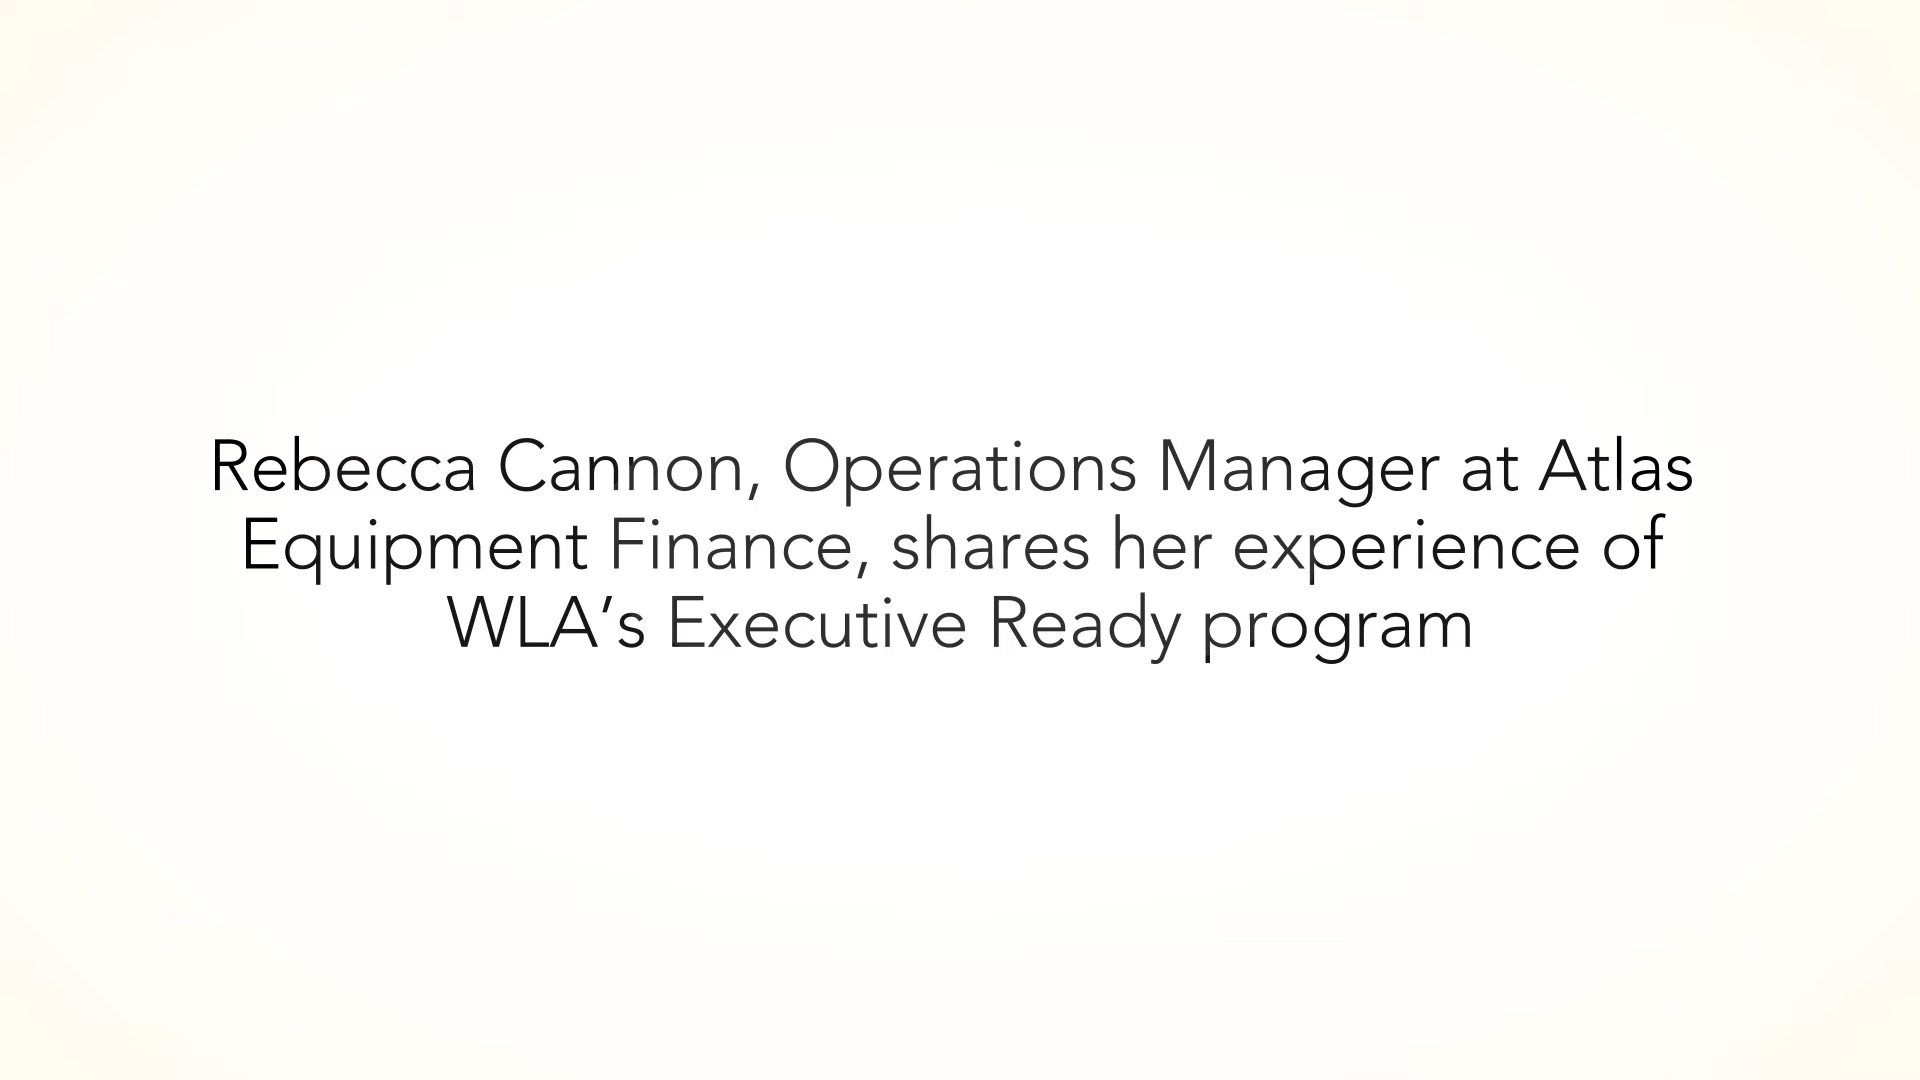 Rebecca Cannon, Operations Manager at Atlas
Equipment Finance, shares her experience of
WLA’s Executive Ready program